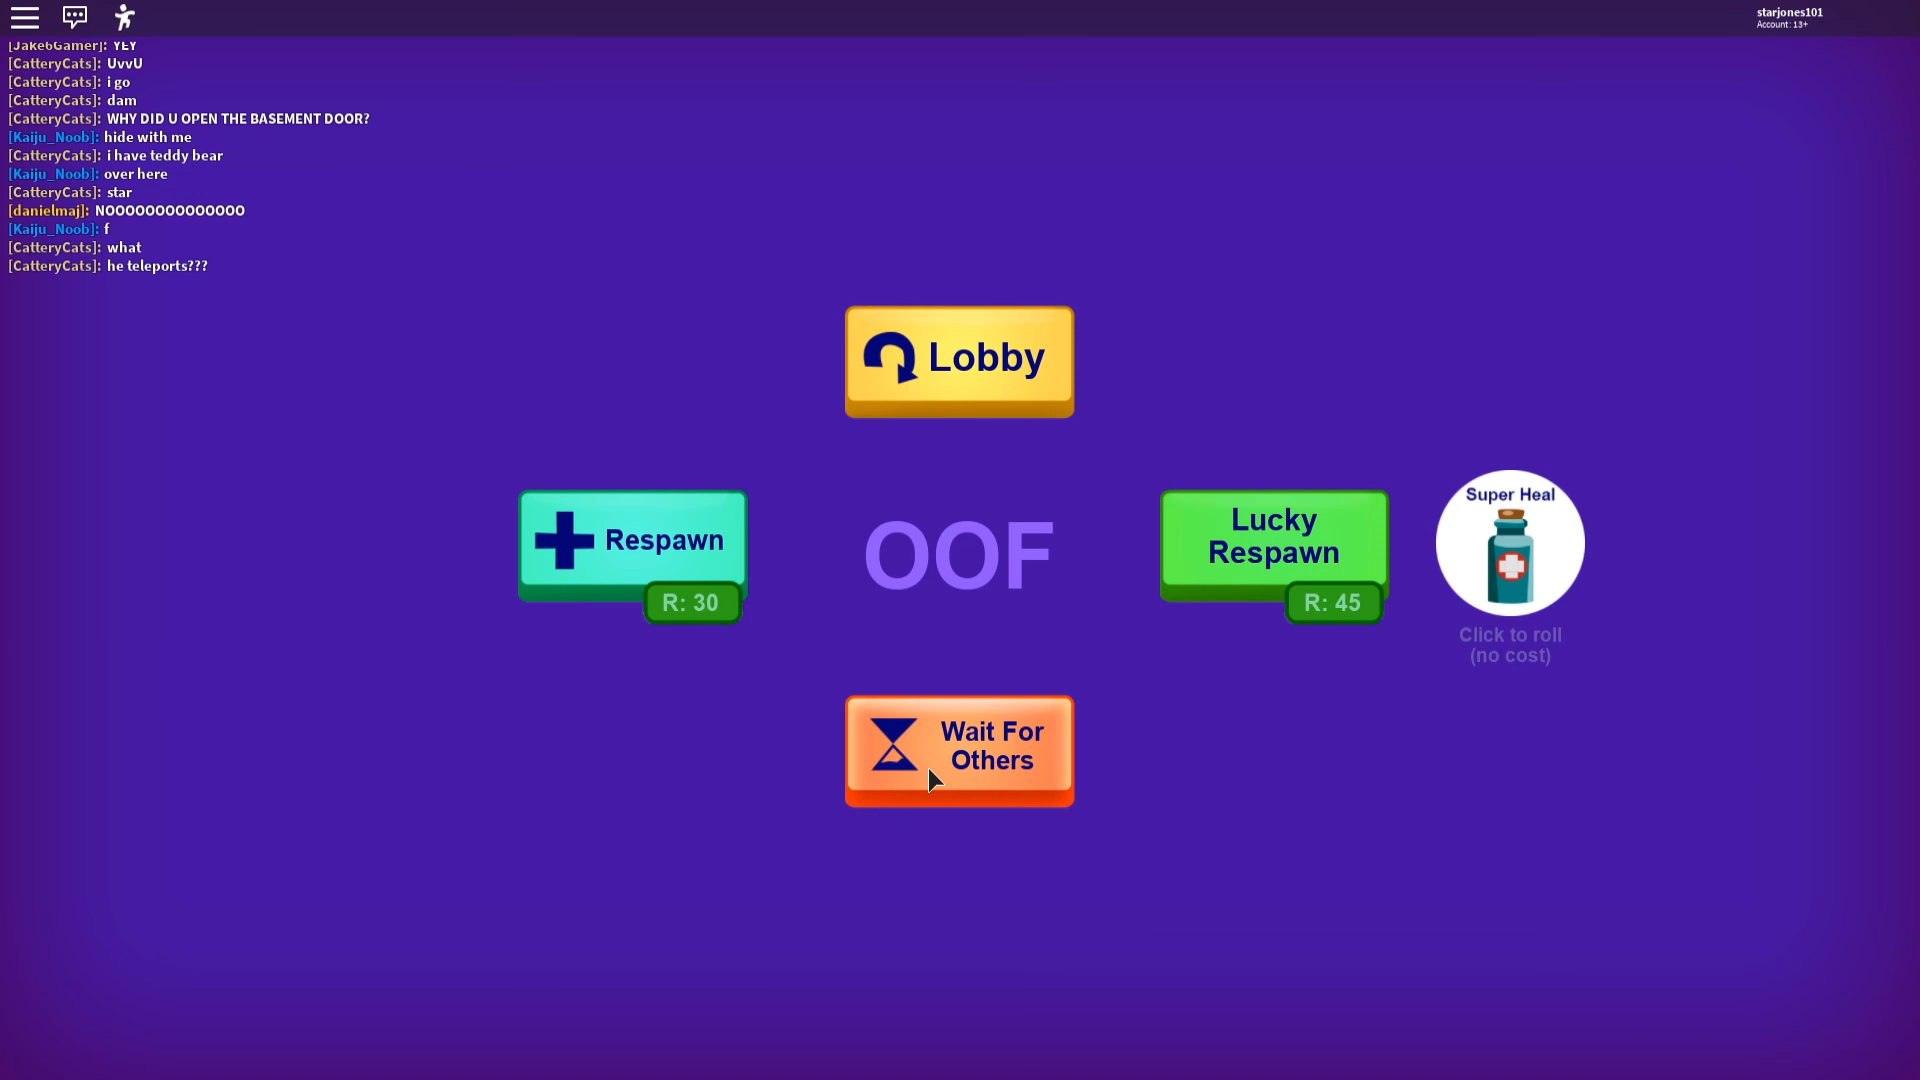 starjones101
Account: 13+
[Jake6Gamer]: YEY
[CatteryCats]: UvvU
[CatteryCats]: i go
[CatteryCats]: dam
[CatteryCats]: WHY DID U OPEN THE BASEMENT DOOR?
[Kaiju_Noob]: hide with me
[CatteryCats]: i have teddy bear
[Kaiju_Noob]: over here
[CatteryCats]: star
[danielmaj]: NOOOOOOOOOOOOOO
[Kaiju_Noob]: f
[CatteryCats]: what
[CatteryCats]: he teleports???
Lobby
Respawn
R: 30
OOF
Lucky
Respawn
R: 45
Super Heal
Click to roll
(no cost)
Wait For
Others